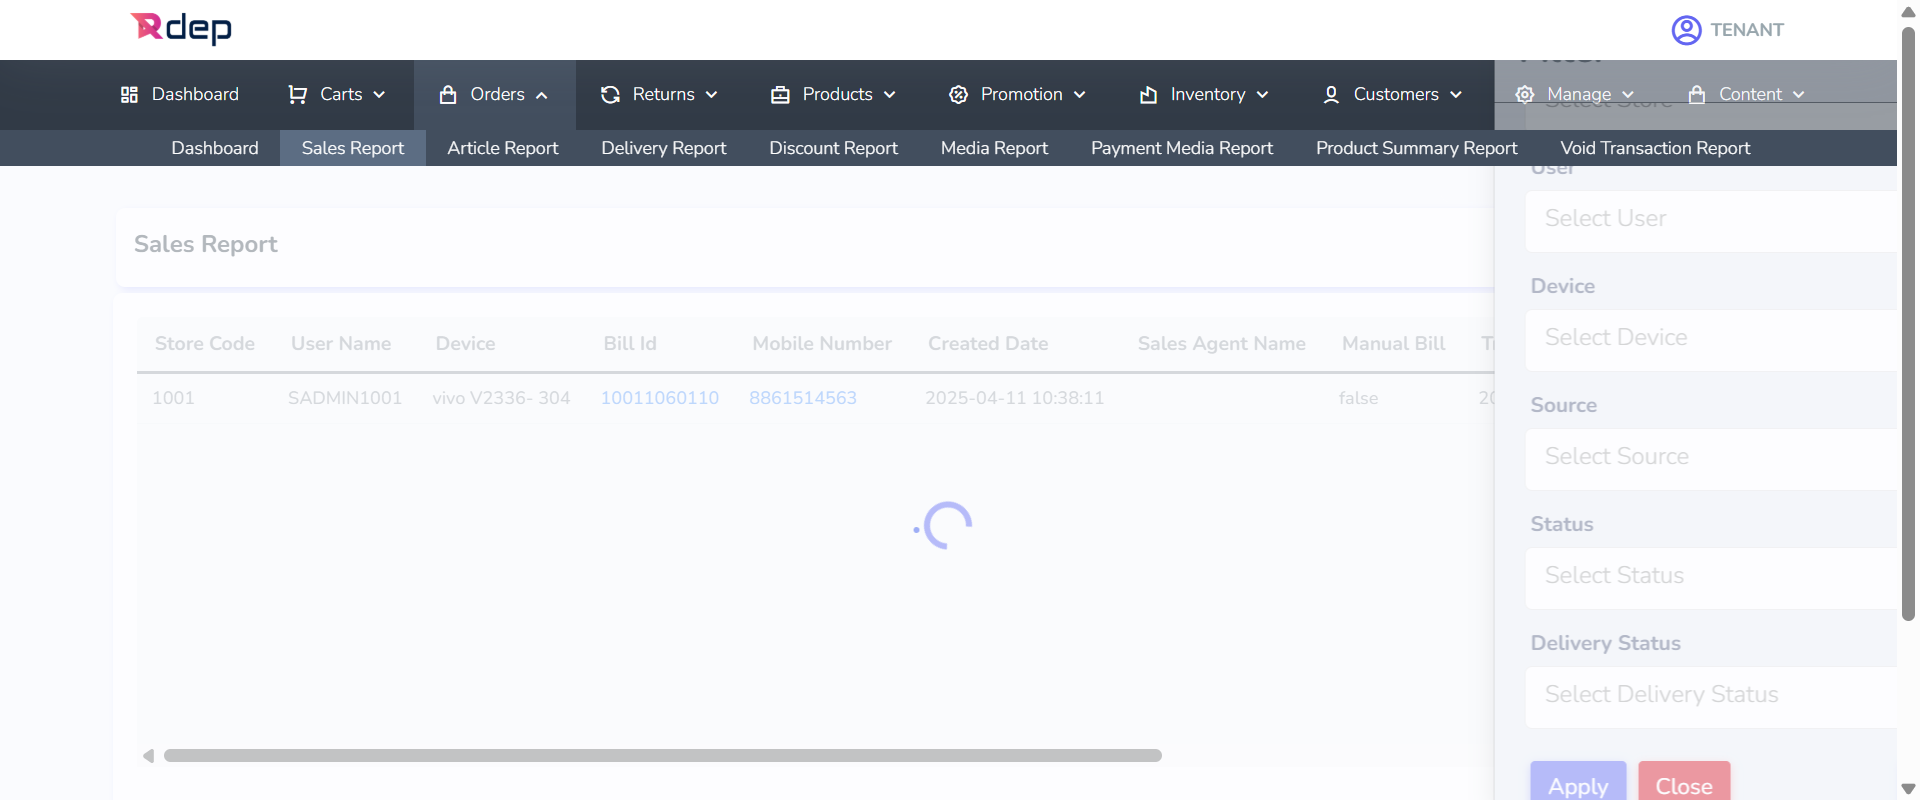 Rdep
TENANT
Dashboard Carts Orders Returns Products Promotion Inventory Customers Manage Content
Select Store
Dashboard Sales Report Article Report Delivery Report Discount Report Media Report Payment Media Report Product Summary Report Void Transaction Report
User
Select User
Sales Report
Device
Select Device
Store Code User Name Device Bill Id Mobile Number Created Date Sales Agent Name Manual Bill
1001 SADMIN1001 vivo V2336- 304 10011060110 8861514563 2025-04-11 10:38:11 false
Source
Select Source
Status
Select Status
Delivery Status
Select Delivery Status
Apply Close